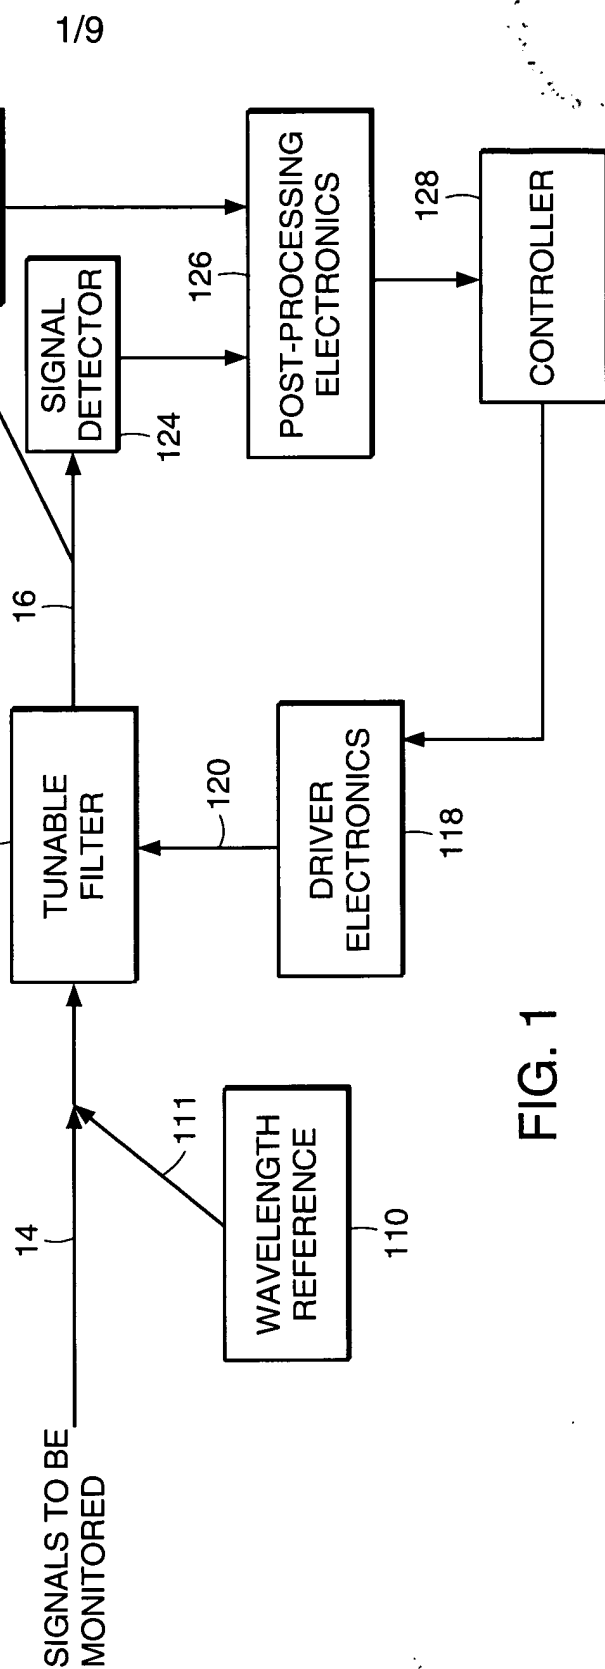 1/9
SIGNALS TO BE
MONITORED
14
111
WAVELENGTH
REFERENCE
110
TUNABLE
FILTER
120
DRIVER
ELECTRONICS
118
16
SIGNAL
DETECTOR
124
126
POST-PROCESSING
ELECTRONICS
128
CONTROLLER
FIG. 1